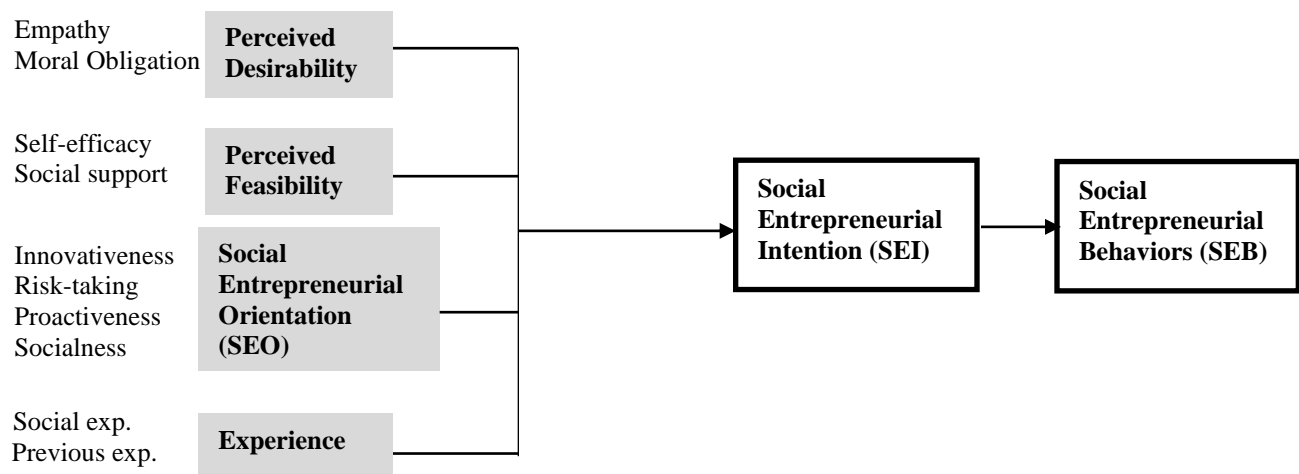 Empathy
Moral Obligation
Perceived
Desirability
Self-efficacy
Social support
Perceived
Feasibility
Innovativeness
Risk-taking
Proactiveness
Socialness
Social
Entrepreneurial
Orientation
(SEO)
Social exp.
Previous exp.
Experience
Social
Entrepreneurial
Intention (SEI)
Social
Entrepreneurial
Behaviors (SEB)